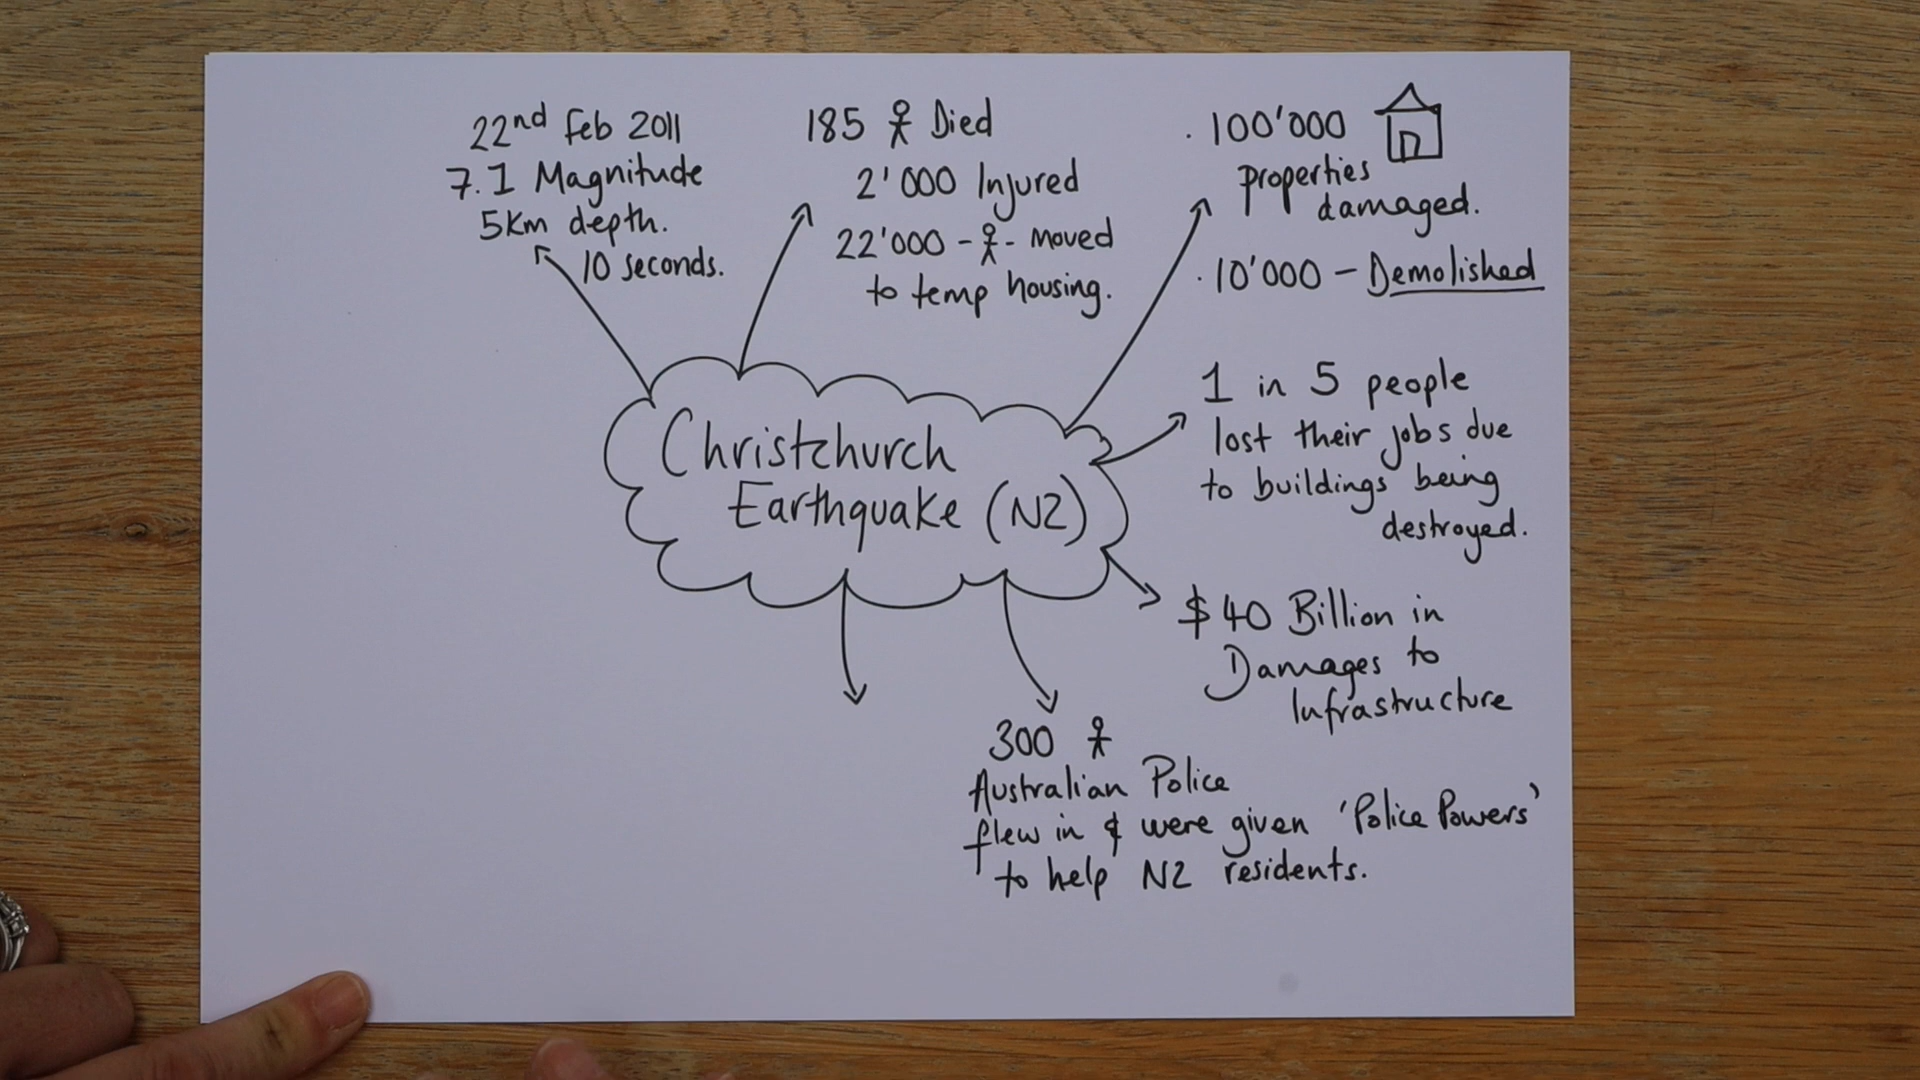 22nd Feb 2011
7.1 Magnitude
5km depth.
10 seconds.
185 Died
2'000 Injured
22'000 - - moved
to temp housing.
. 100'000
properties
damaged.
. 10'000 - Demolished
Christchurch
Earthquake (NZ)
1 in 5 people
lost their jobs due
to buildings being
destroyed.
$40 Billion in
Damages to
Infrastructure
300
Australian Police
flew in & were given 'Police Powers'
to help NZ residents.